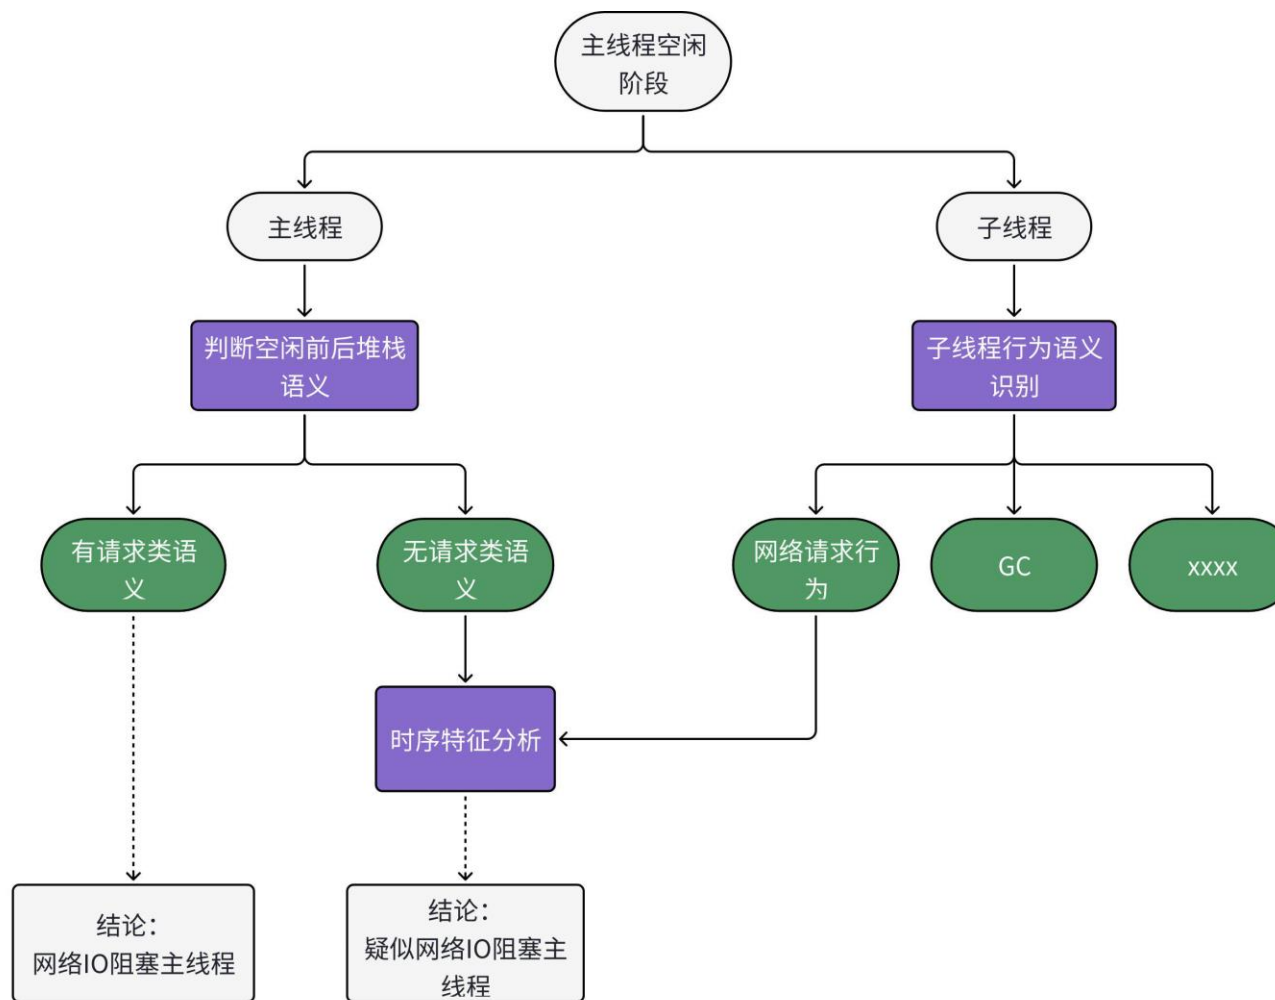 主线程空闲
阶段
主线程
子线程
判断空闲前后堆栈
语义
子线程行为语义
识别
有请求类语
义
无请求类语
义
网络请求行
为
GC
xxxx
时序特征分析
结论：
网络IO阻塞主线程
结论：
疑似网络IO阻塞主
线程